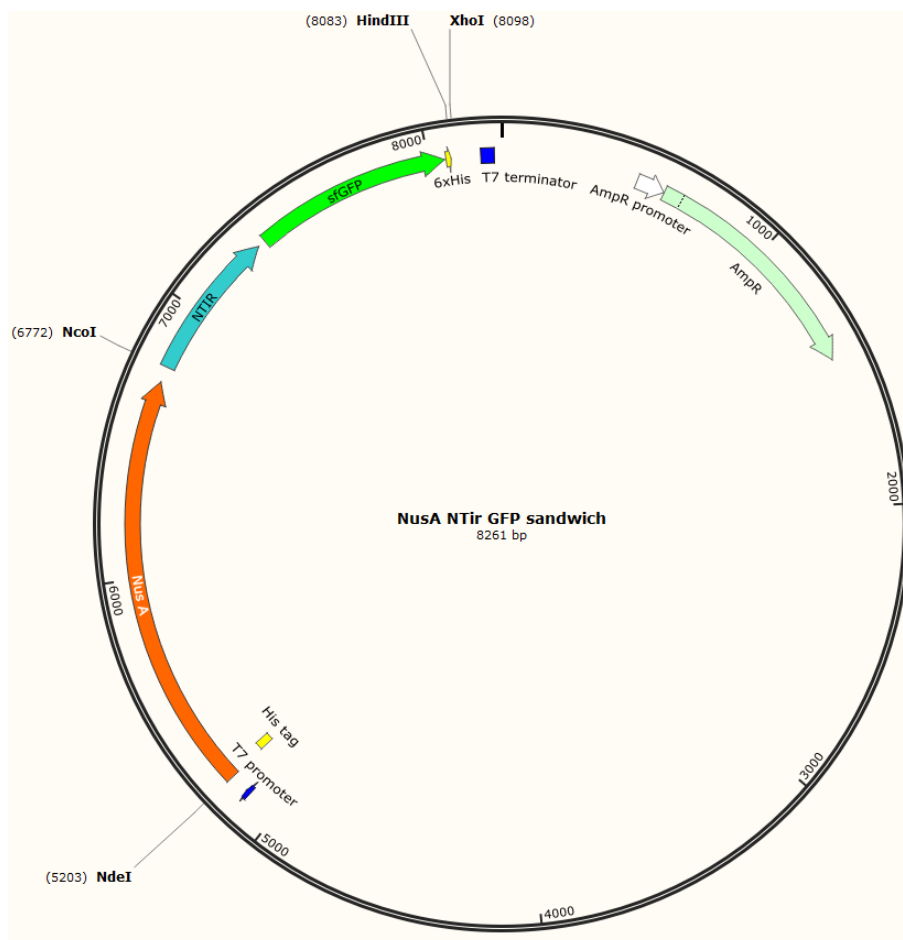 (8083) HindIII
XhoI (8098)
8000
sfGFP
6xHis
T7 terminator
AmpR promoter
1000
AmpR
NTIR
7000
(6772) NcoI
2000
NusA NTir GFP sandwich
8261 bp
Nus A
6000
His tag
T7 promoter
3000
5000
(5203) NdeI
4000